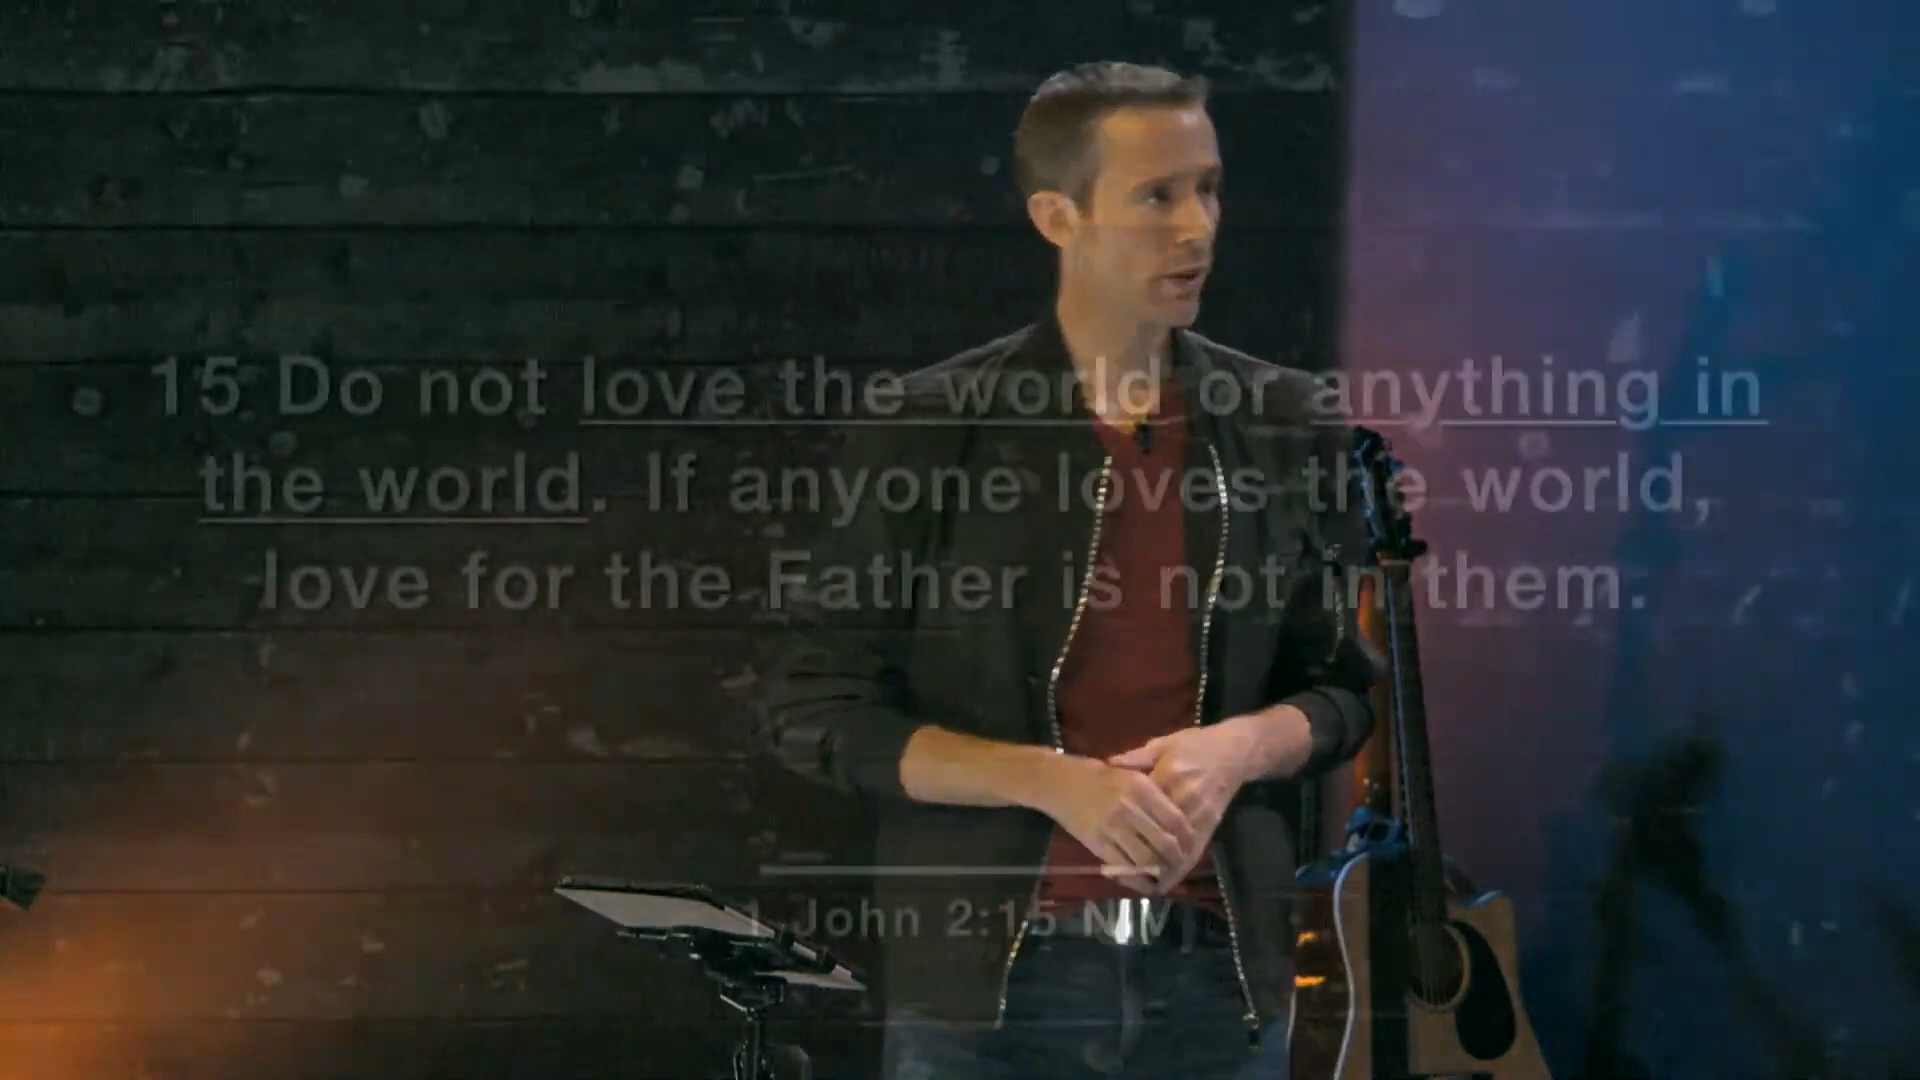 15 Do not love the world or anything in
the world. If anyone loves the world,
love for the Father is not in them.
1 John 2:15 NIV